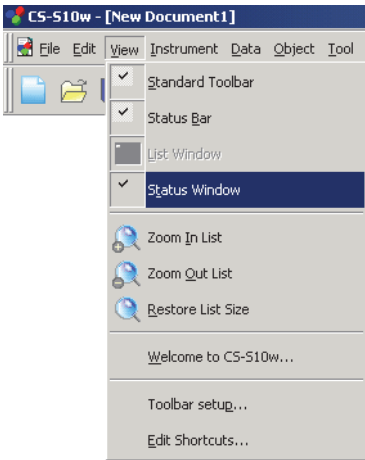 CS-S10w - [New Document1]
File Edit View Instrument Data Object Tool
Standard Toolbar
Status Bar
List Window
Status Window
Zoom In List
Zoom Out List
Restore List Size
Welcome to CS-S10w...
Toolbar setup...
Edit Shortcuts...